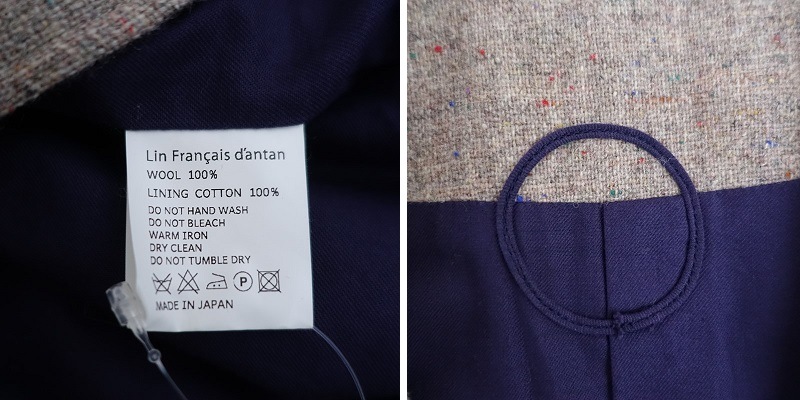 Lin Français d'antan
WOOL 100%
LINING COTTON 100%
DO NOT HAND WASH
DO NOT BLEACH
WARM IRON
DRY CLEAN
DO NOT TUMBLE DRY
P
MADE IN JAPAN